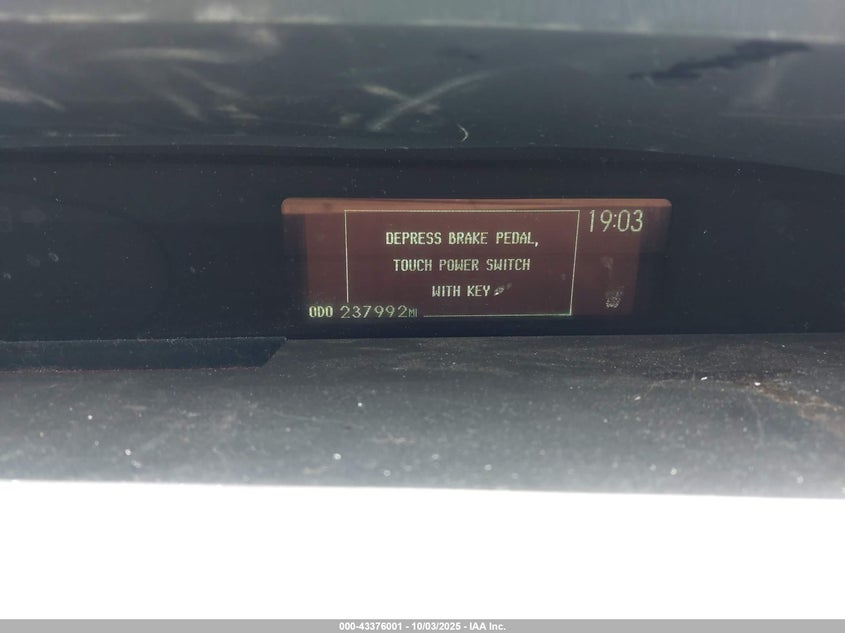 19:03
DEPRESS BRAKE PEDAL,
TOUCH POWER SWITCH
WITH KEY
ODO 237992MI
000-43376001 - 10/03/2025 - IAA Inc.